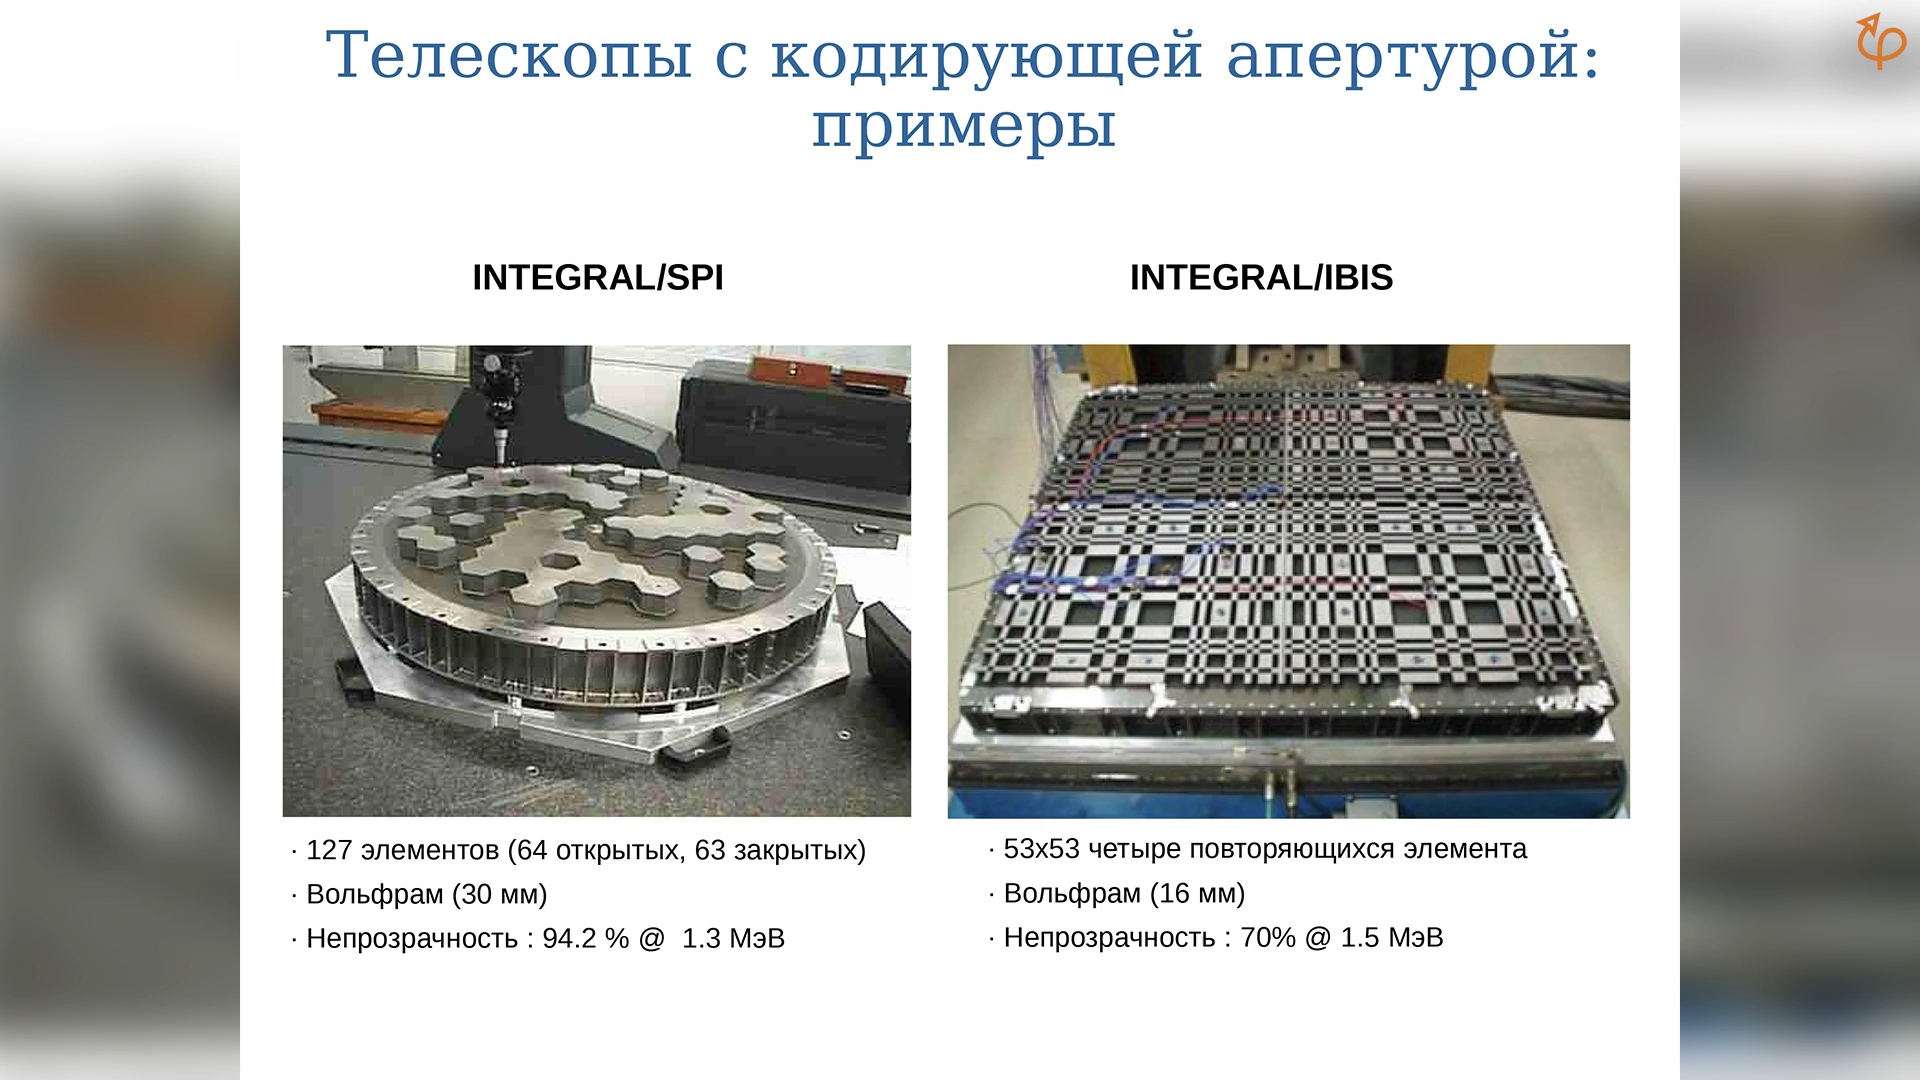 Телескопы с кодирующей апертурой:
примеры
INTEGRAL/SPI
INTEGRAL/IBIS
· 127 элементов (64 открытых, 63 закрытых)
· Вольфрам (30 мм)
· Непрозрачность : 94.2 % @ 1.3 МэВ
· 53x53 четыре повторяющихся элемента
· Вольфрам (16 мм)
· Непрозрачность : 70% @ 1.5 МэВ